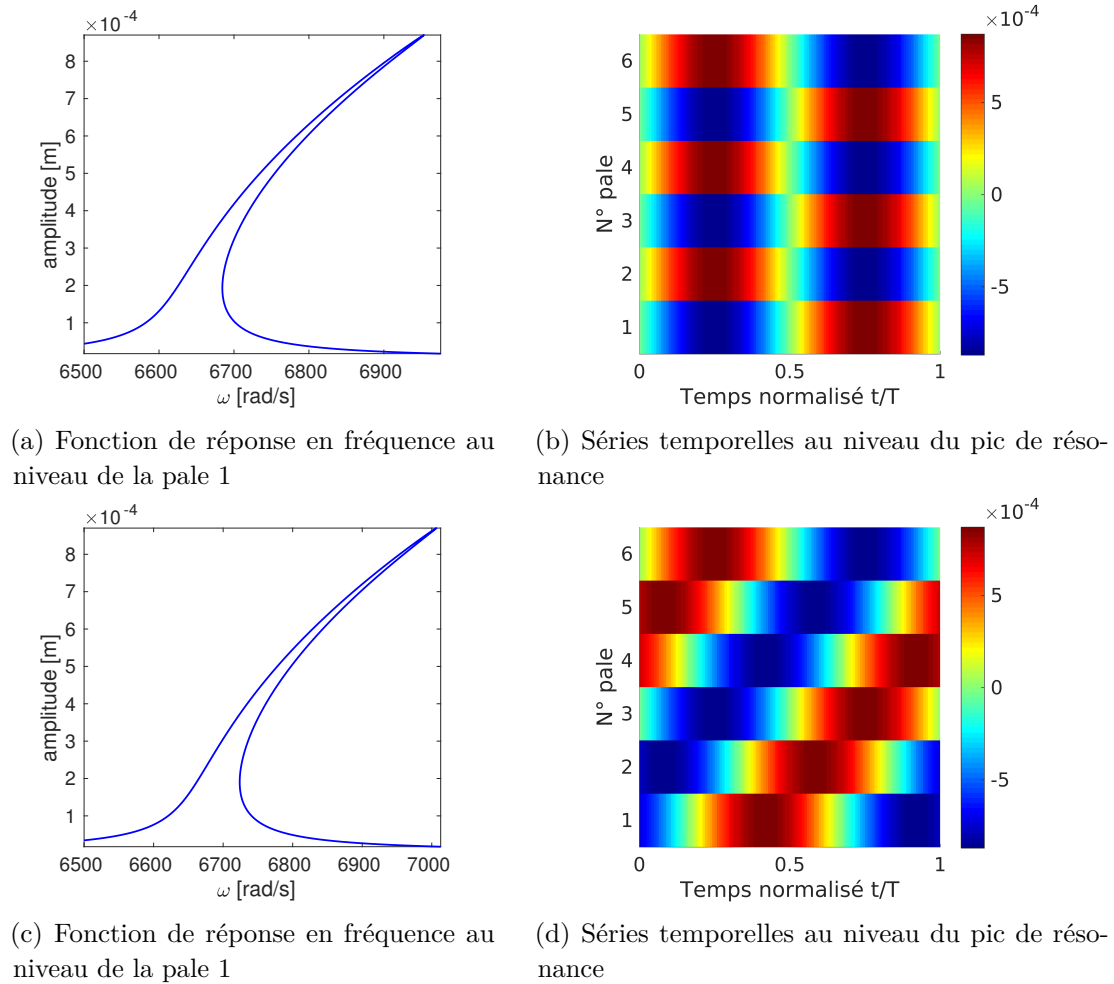 ×10⁻⁴
8
7
6
5
4
3
2
1
amplitude [m]
6500 6600 6700 6800 6900
ω [rad/s]
×10⁻⁴
6
5
4
3
2
1
N° pale
0 0.5 1
Temps normalisé t/T
5
0
-5
(a) Fonction de réponse en fréquence au
niveau de la pale 1
(b) Séries temporelles au niveau du pic de réso-
nance
×10⁻⁴
8
7
6
5
4
3
2
1
amplitude [m]
6500 6600 6700 6800 6900 7000
ω [rad/s]
×10⁻⁴
6
5
4
3
2
1
N° pale
0 0.5 1
Temps normalisé t/T
5
0
-5
(c) Fonction de réponse en fréquence au
niveau de la pale 1
(d) Séries temporelles au niveau du pic de réso-
nance